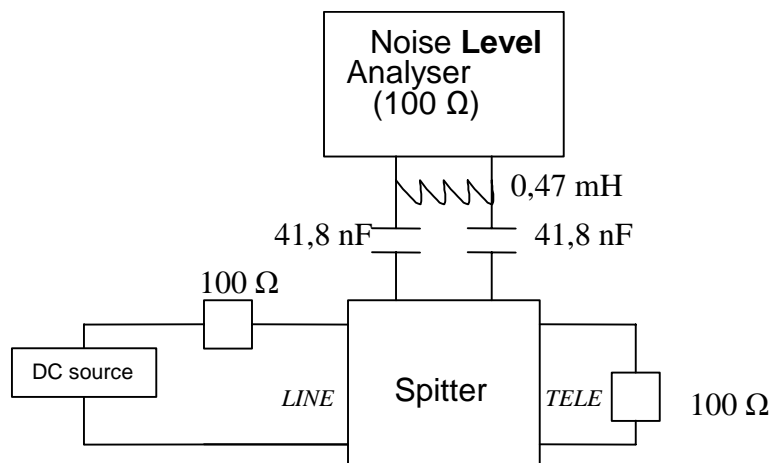 Noise Level
Analyser
(100 Ω)
0,47 mH
41,8 nF
41,8 nF
100 Ω
DC source
LINE
Spitter
TELE
100 Ω